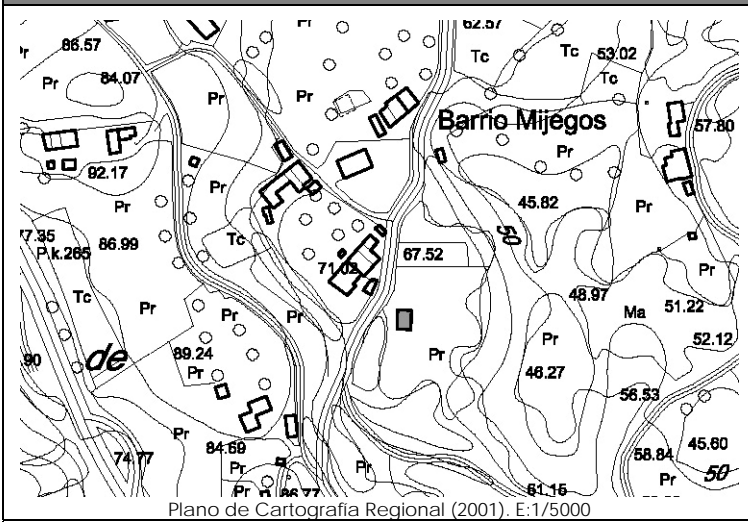 62.57
86.57
Tc
Tc
53.02
Pr
84.07
Tc
Pr
Pr
Pr
Barrio Mijegos
57.80
Pr
92.17
Pr
Pr
45.82
Pr
Tc
50
77.35
P.k.265
86.99
71.02
67.52
Pr
Tc
Pr
Pr
Pr
48.97
Ma
51.22
52.12
.90
de
89.24
Pr
Pr
Pr
46.27
56.53
Pr
84.59
74.77
58.84
45.60
Pr
Pr
Pr
50
Pr
86.77
61.15
Plano de Cartografía Regional (2001). E:1/5000